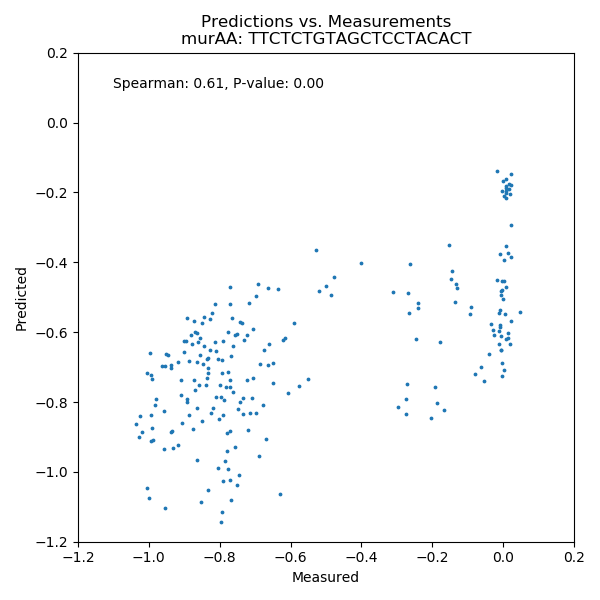 Predictions vs. Measurements
murAA: TTCTCTGTAGCTCCTACACT
Spearman: 0.61, P-value: 0.00
0.2
0.0
−0.2
−0.4
−0.6
−0.8
−1.0
−1.2
Predicted
−1.2 −1.0 −0.8 −0.6 −0.4 −0.2 0.0 0.2
Measured